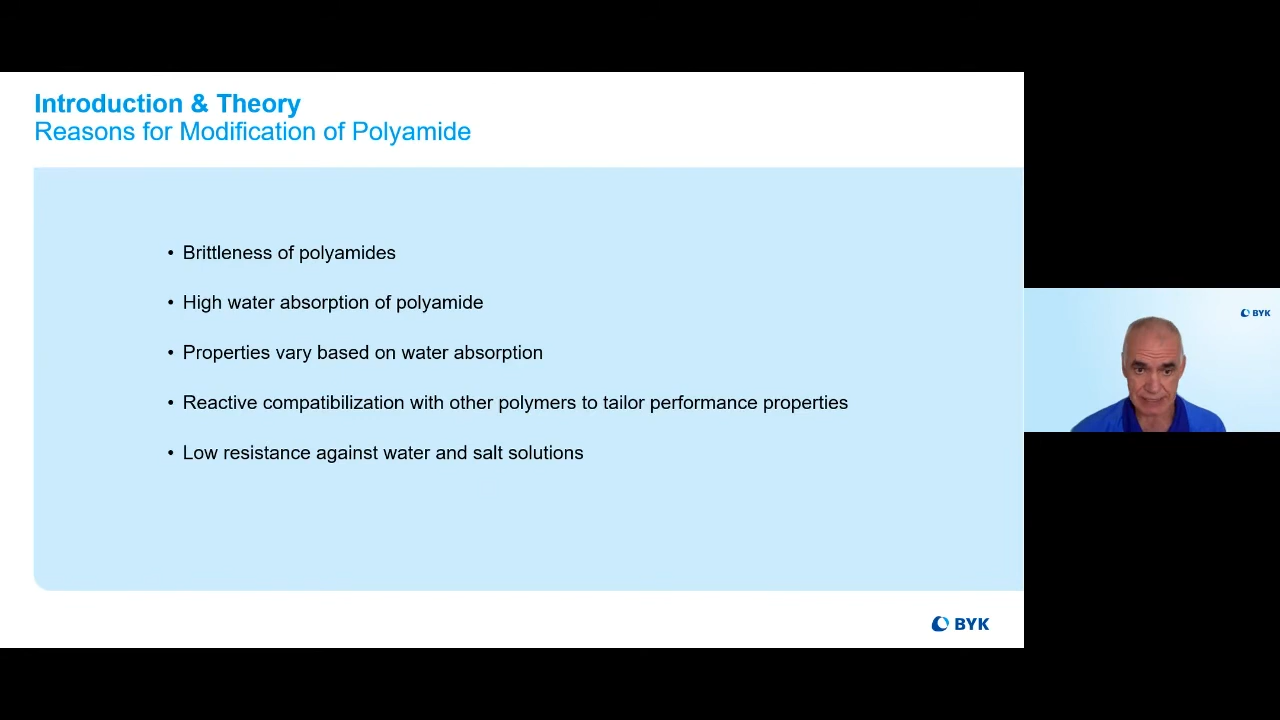 Introduction & Theory
Reasons for Modification of Polyamide
• Brittleness of polyamides
• High water absorption of polyamide
• Properties vary based on water absorption
• Reactive compatibilization with other polymers to tailor performance properties
• Low resistance against water and salt solutions
BYK
BYK